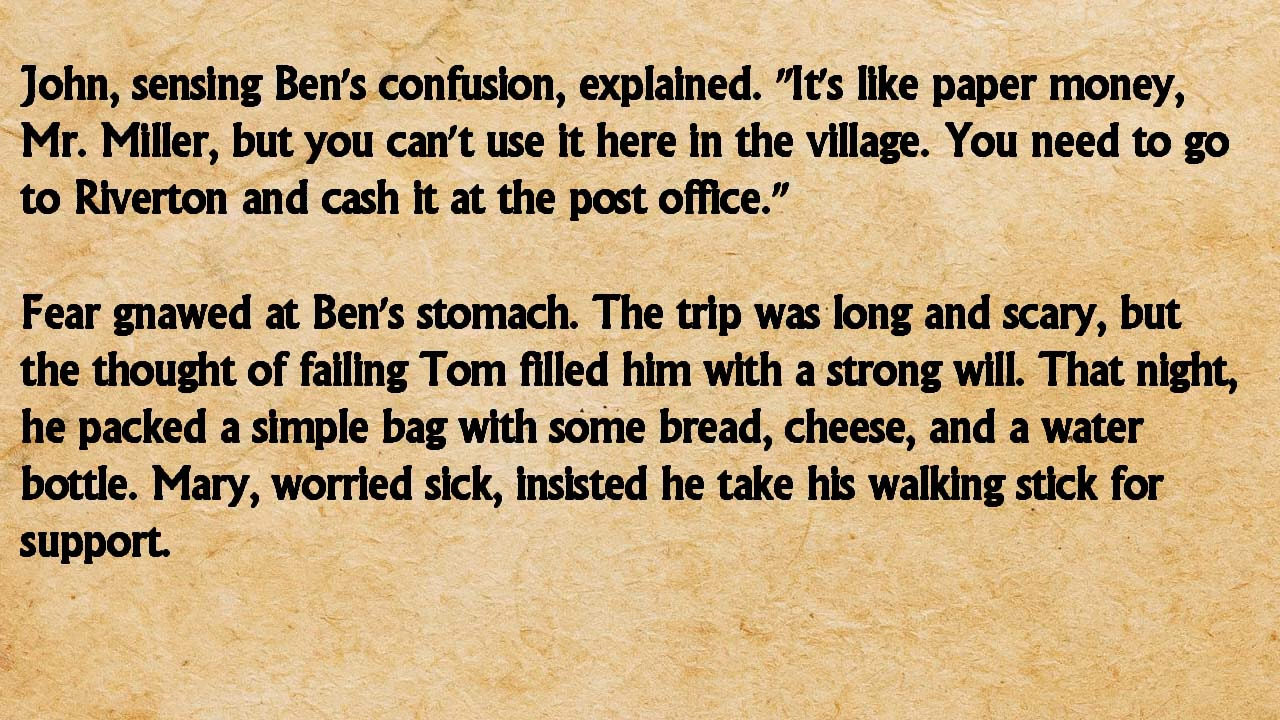 John, sensing Ben's confusion, explained. "It's like paper money,
Mr. Miller, but you can't use it here in the village. You need to go
to Riverton and cash it at the post office."
Fear gnawed at Ben's stomach. The trip was long and scary, but
the thought of failing Tom filled him with a strong will. That night,
he packed a simple bag with some bread, cheese, and a water
bottle. Mary, worried sick, insisted he take his walking stick for
support.